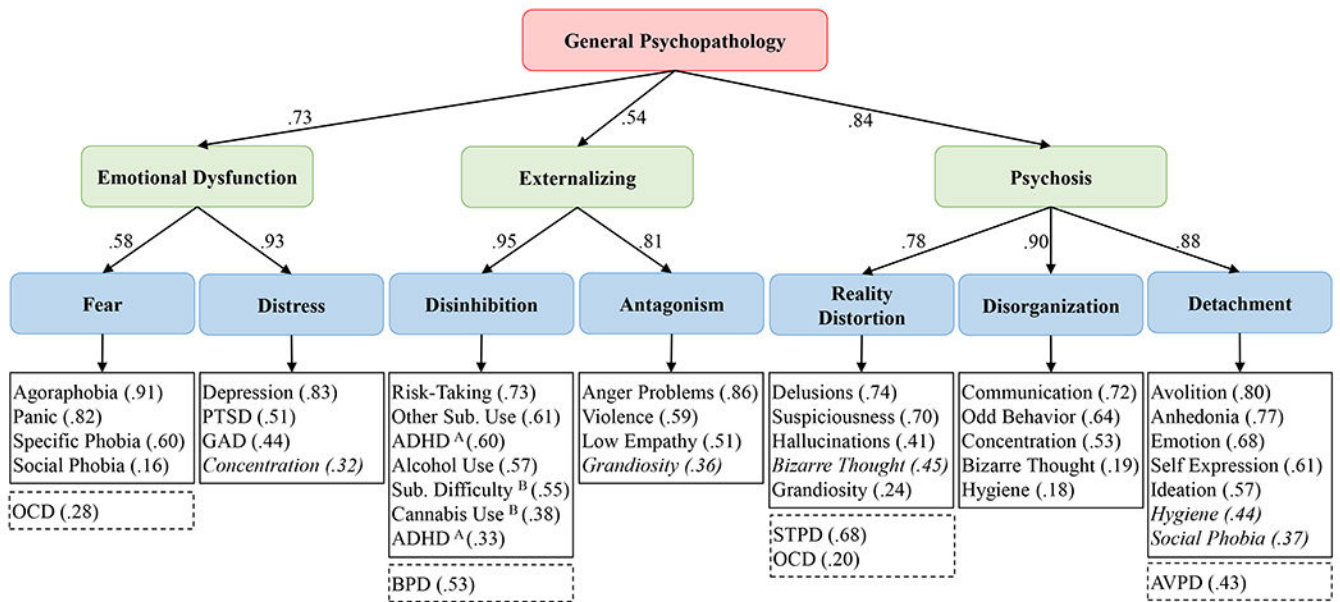 General Psychopathology
.73
.54
.84
Emotional Dysfunction
Externalizing
Psychosis
.58
.93
.95
.81
.78
.90
.88
Fear
Distress
Disinhibition
Antagonism
Reality
Distortion
Disorganization
Detachment
Agoraphobia (.91)
Panic (.82)
Specific Phobia (.60)
Social Phobia (.16)
OCD (.28)
Depression (.83)
PTSD (.51)
GAD (.44)
Concentration (.32)
Risk-Taking (.73)
Other Sub. Use (.61)
ADHD A (.60)
Alcohol Use (.57)
Sub. Difficulty B (.55)
Cannabis Use B (.38)
ADHD A (.33)
BPD (.53)
Anger Problems (.86)
Violence (.59)
Low Empathy (.51)
Grandiosity (.36)
Delusions (.74)
Suspiciousness (.70)
Hallucinations (.41)
Bizarre Thought (.45)
Grandiosity (.24)
STPD (.68)
OCD (.20)
Communication (.72)
Odd Behavior (.64)
Concentration (.53)
Bizarre Thought (.19)
Hygiene (.18)
Avolition (.80)
Anhedonia (.77)
Emotion (.68)
Self Expression (.61)
Ideation (.57)
Hygiene (.44)
Social Phobia (.37)
AVPD (.43)